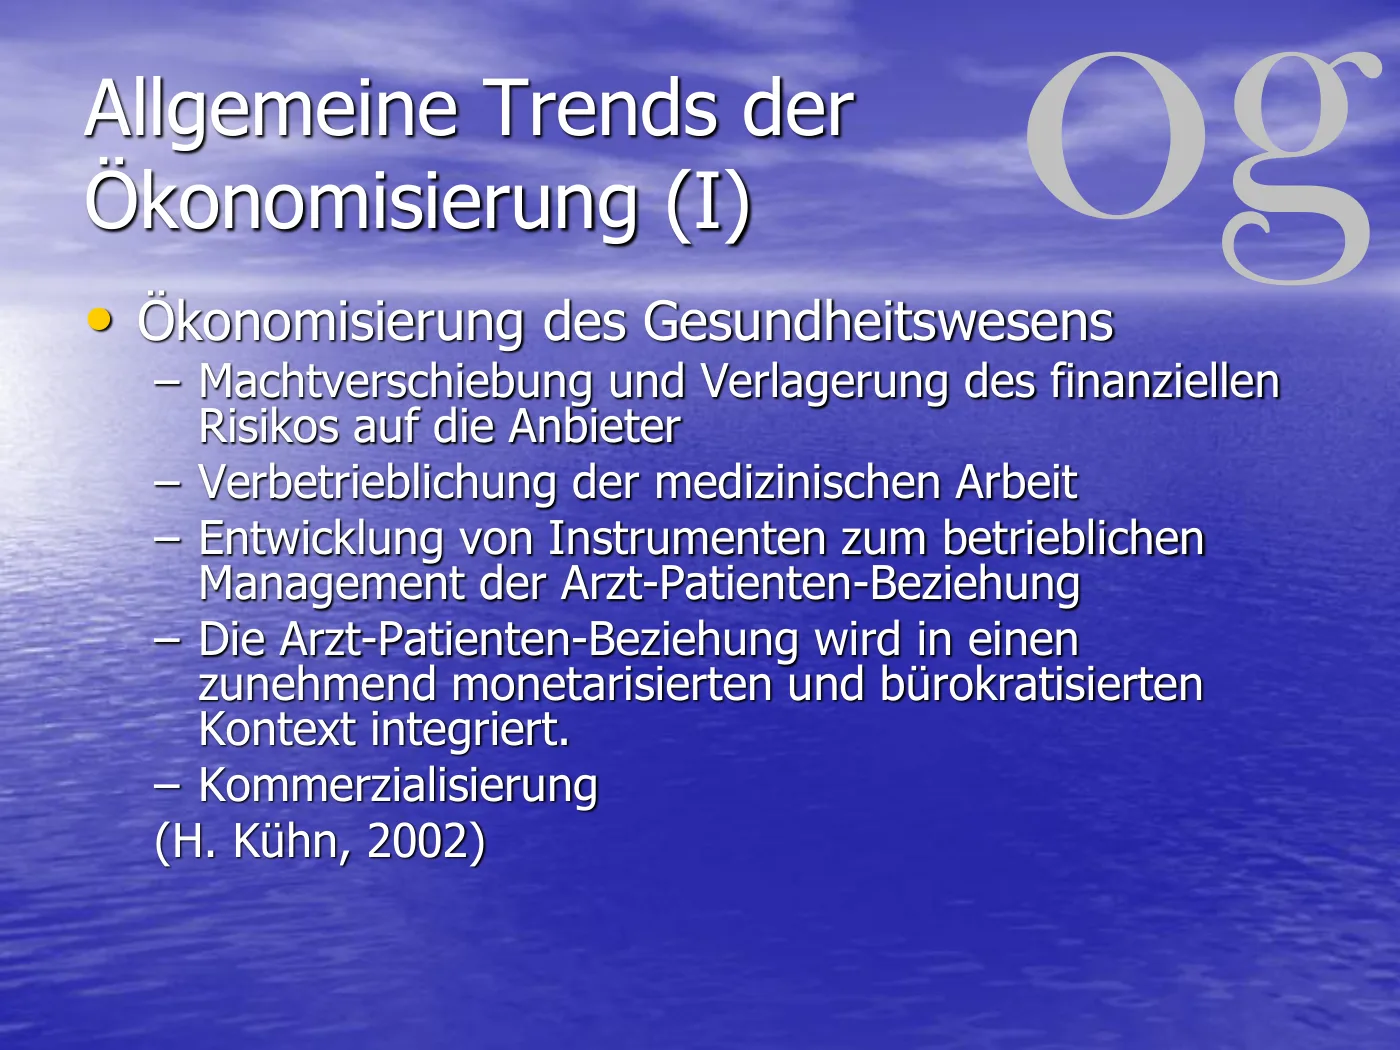 og
Allgemeine Trends der
Ökonomisierung (I)
• Ökonomisierung des Gesundheitswesens
– Machtverschiebung und Verlagerung des finanziellen
Risikos auf die Anbieter
– Verbetrieblichung der medizinischen Arbeit
– Entwicklung von Instrumenten zum betrieblichen
Management der Arzt-Patienten-Beziehung
– Die Arzt-Patienten-Beziehung wird in einen
zunehmend monetarisierten und bürokratisierten
Kontext integriert.
– Kommerzialisierung
(H. Kühn, 2002)